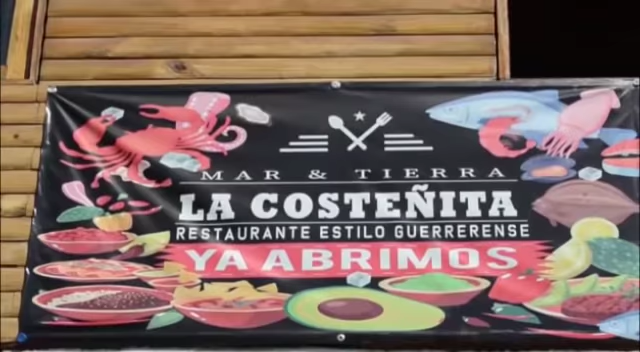 MAR & TIERRA
LA COSTEÑITA
RESTAURANTE ESTILO GUERRERENSE
YA ABRIMOS